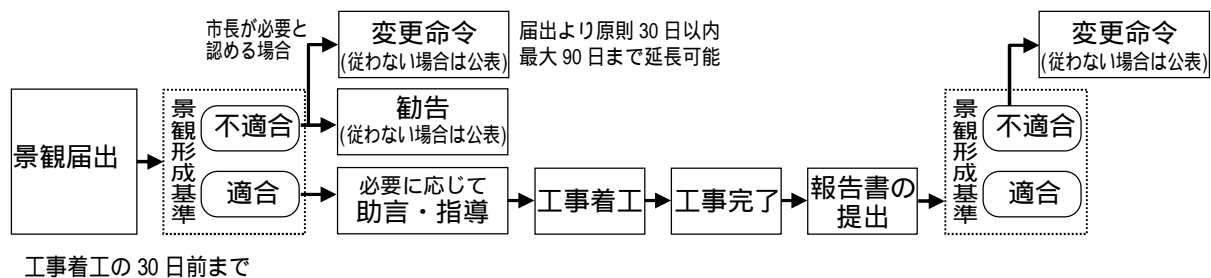 市長が必要と
認める場合
変更命令
(従わない場合は公表)
届出より原則 30 日以内
最大 90 日まで延長可能
勧告
(従わない場合は公表)
景観届出
景観形成基準
不適合
適合
必要に応じて
助言・指導
工事着工
工事完了
報告書の
提出
景観形成基準
不適合
適合
変更命令
(従わない場合は公表)
工事着工の 30 日前まで